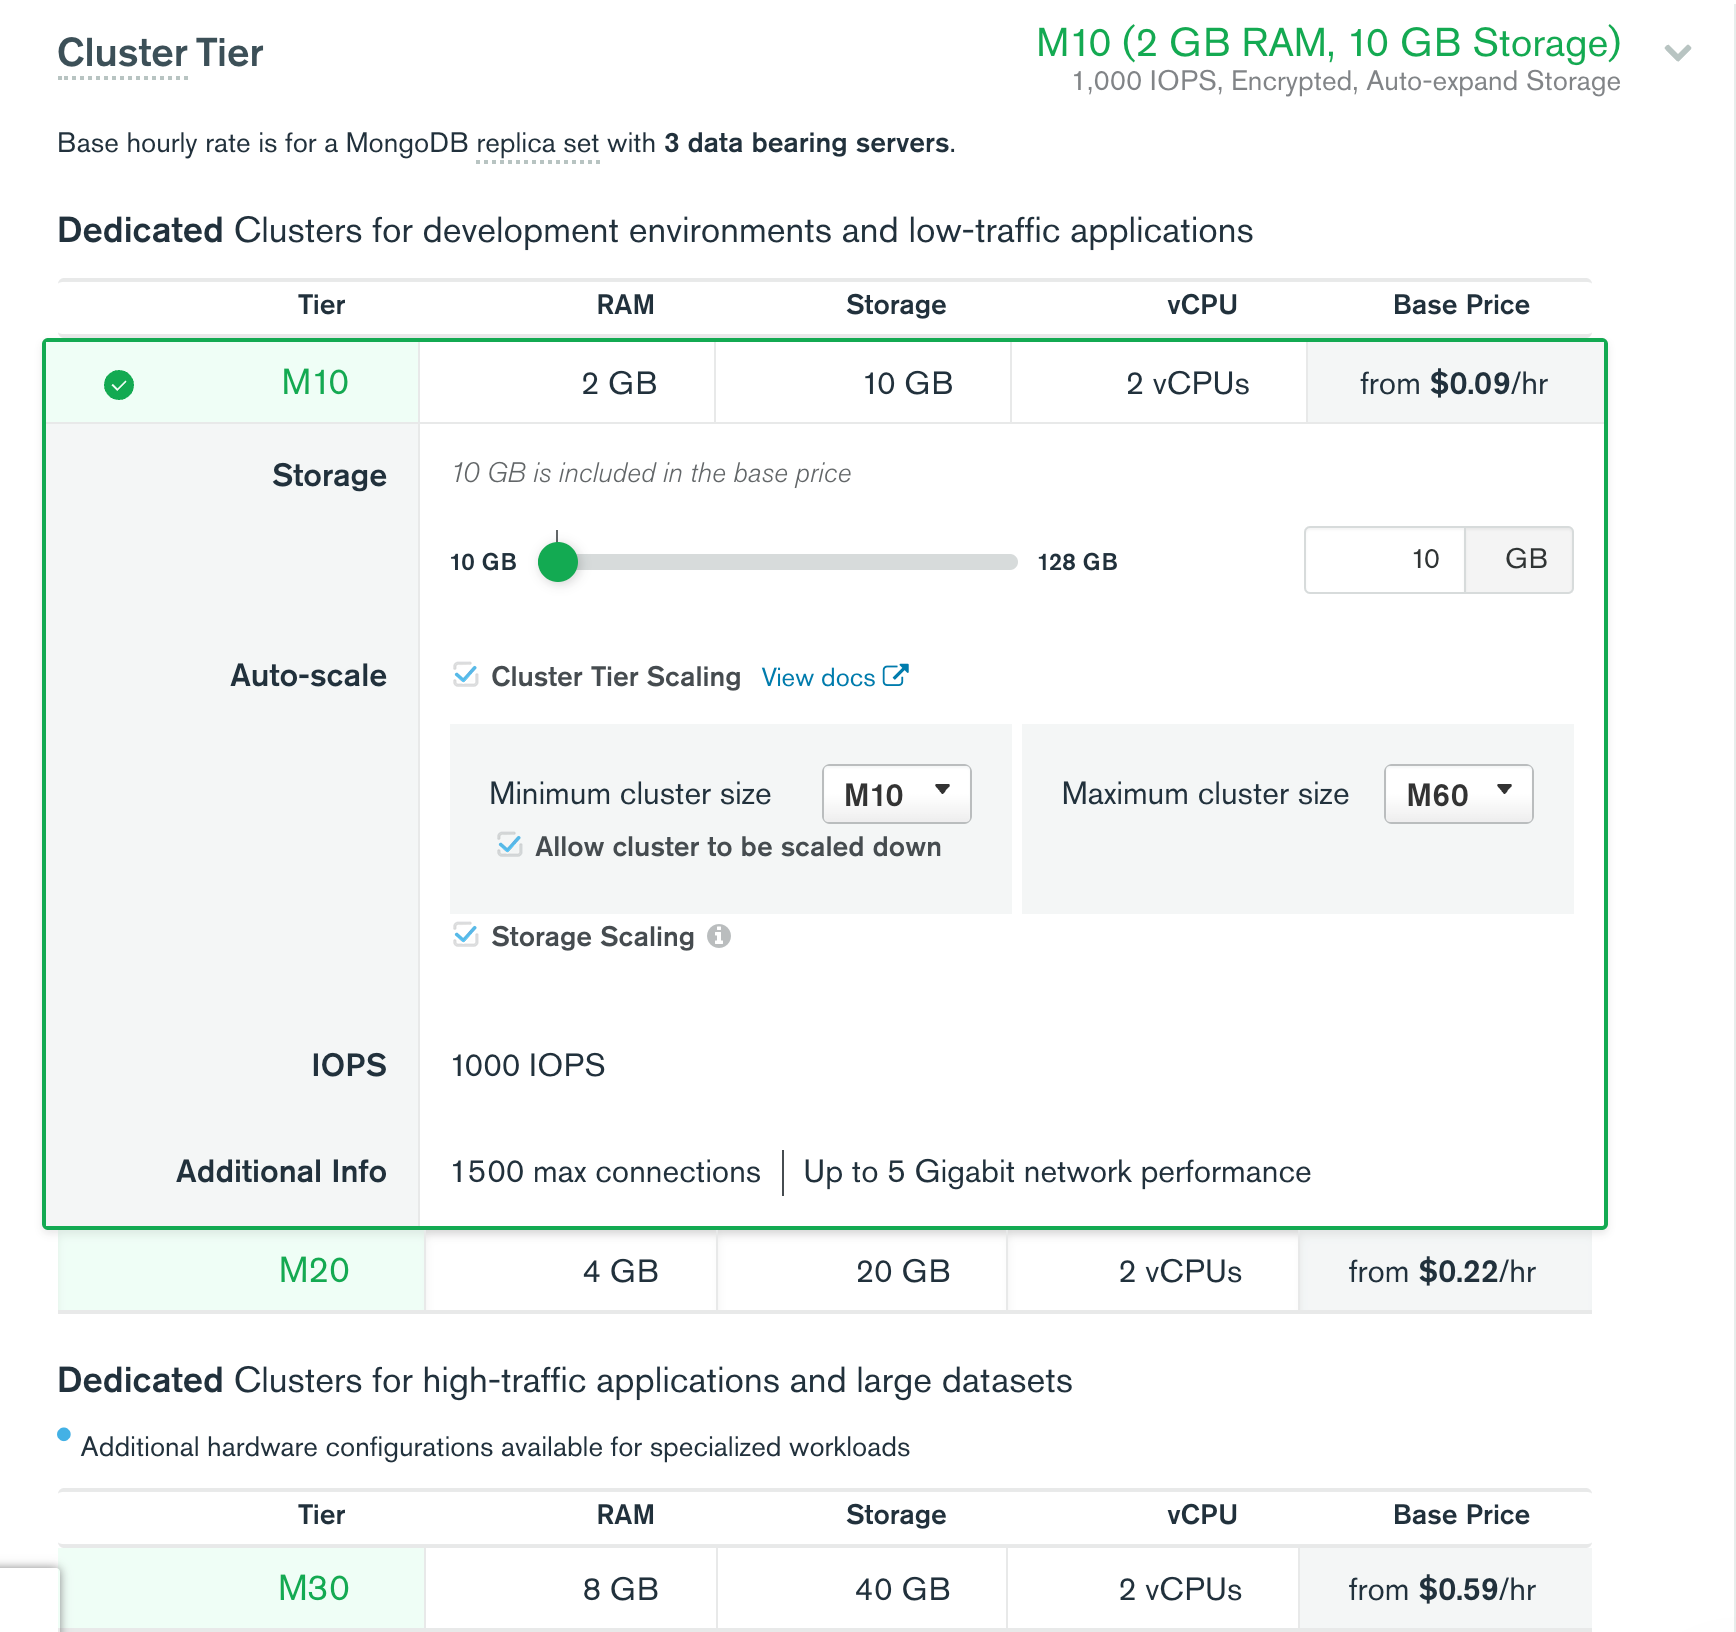 Cluster Tier
M10 (2 GB RAM, 10 GB Storage)
1,000 IOPS, Encrypted, Auto-expand Storage
Base hourly rate is for a MongoDB replica set with 3 data bearing servers.
Dedicated Clusters for development environments and low-traffic applications
Tier RAM Storage vCPU Base Price
M10 2 GB 10 GB 2 vCPUs from $0.09/hr
Storage 10 GB is included in the base price
10 GB 128 GB 10 GB
Auto-scale Cluster Tier Scaling View docs
Minimum cluster size M10 Maximum cluster size M60
Allow cluster to be scaled down
Storage Scaling
IOPS 1000 IOPS
Additional Info 1500 max connections Up to 5 Gigabit network performance
M20 4 GB 20 GB 2 vCPUs from $0.22/hr
Dedicated Clusters for high-traffic applications and large datasets
Additional hardware configurations available for specialized workloads
Tier RAM Storage vCPU Base Price
M30 8 GB 40 GB 2 vCPUs from $0.59/hr